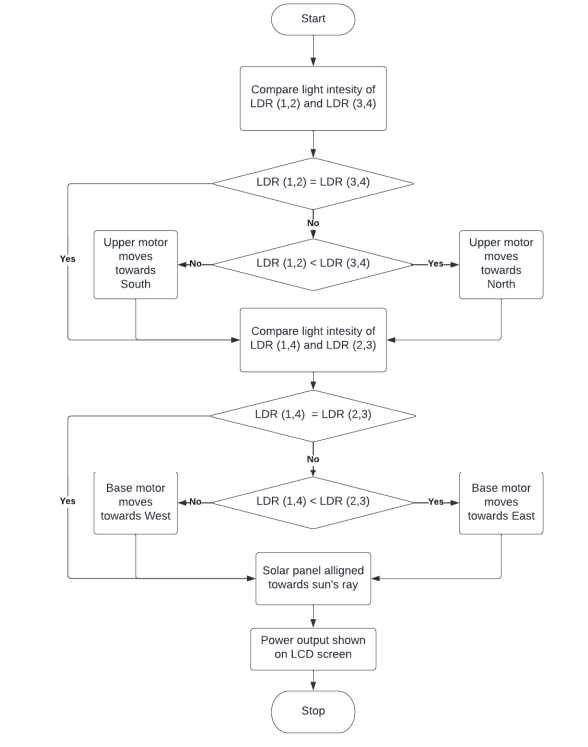 Start
Compare light intesity of
LDR (1,2) and LDR (3,4)
LDR (1,2) = LDR (3,4)
No
Yes
Upper motor
moves
towards
South
No
LDR (1,2) < LDR (3,4)
Yes
Upper motor
moves
towards
North
Compare light intesity of
LDR (1,4) and LDR (2,3)
LDR (1,4) = LDR (2,3)
No
Yes
Base motor
moves
towards West
No
LDR (1,4) < LDR (2,3)
Yes
Base motor
moves
towards East
Solar panel alligned
towards sun's ray
Power output shown
on LCD screen
Stop